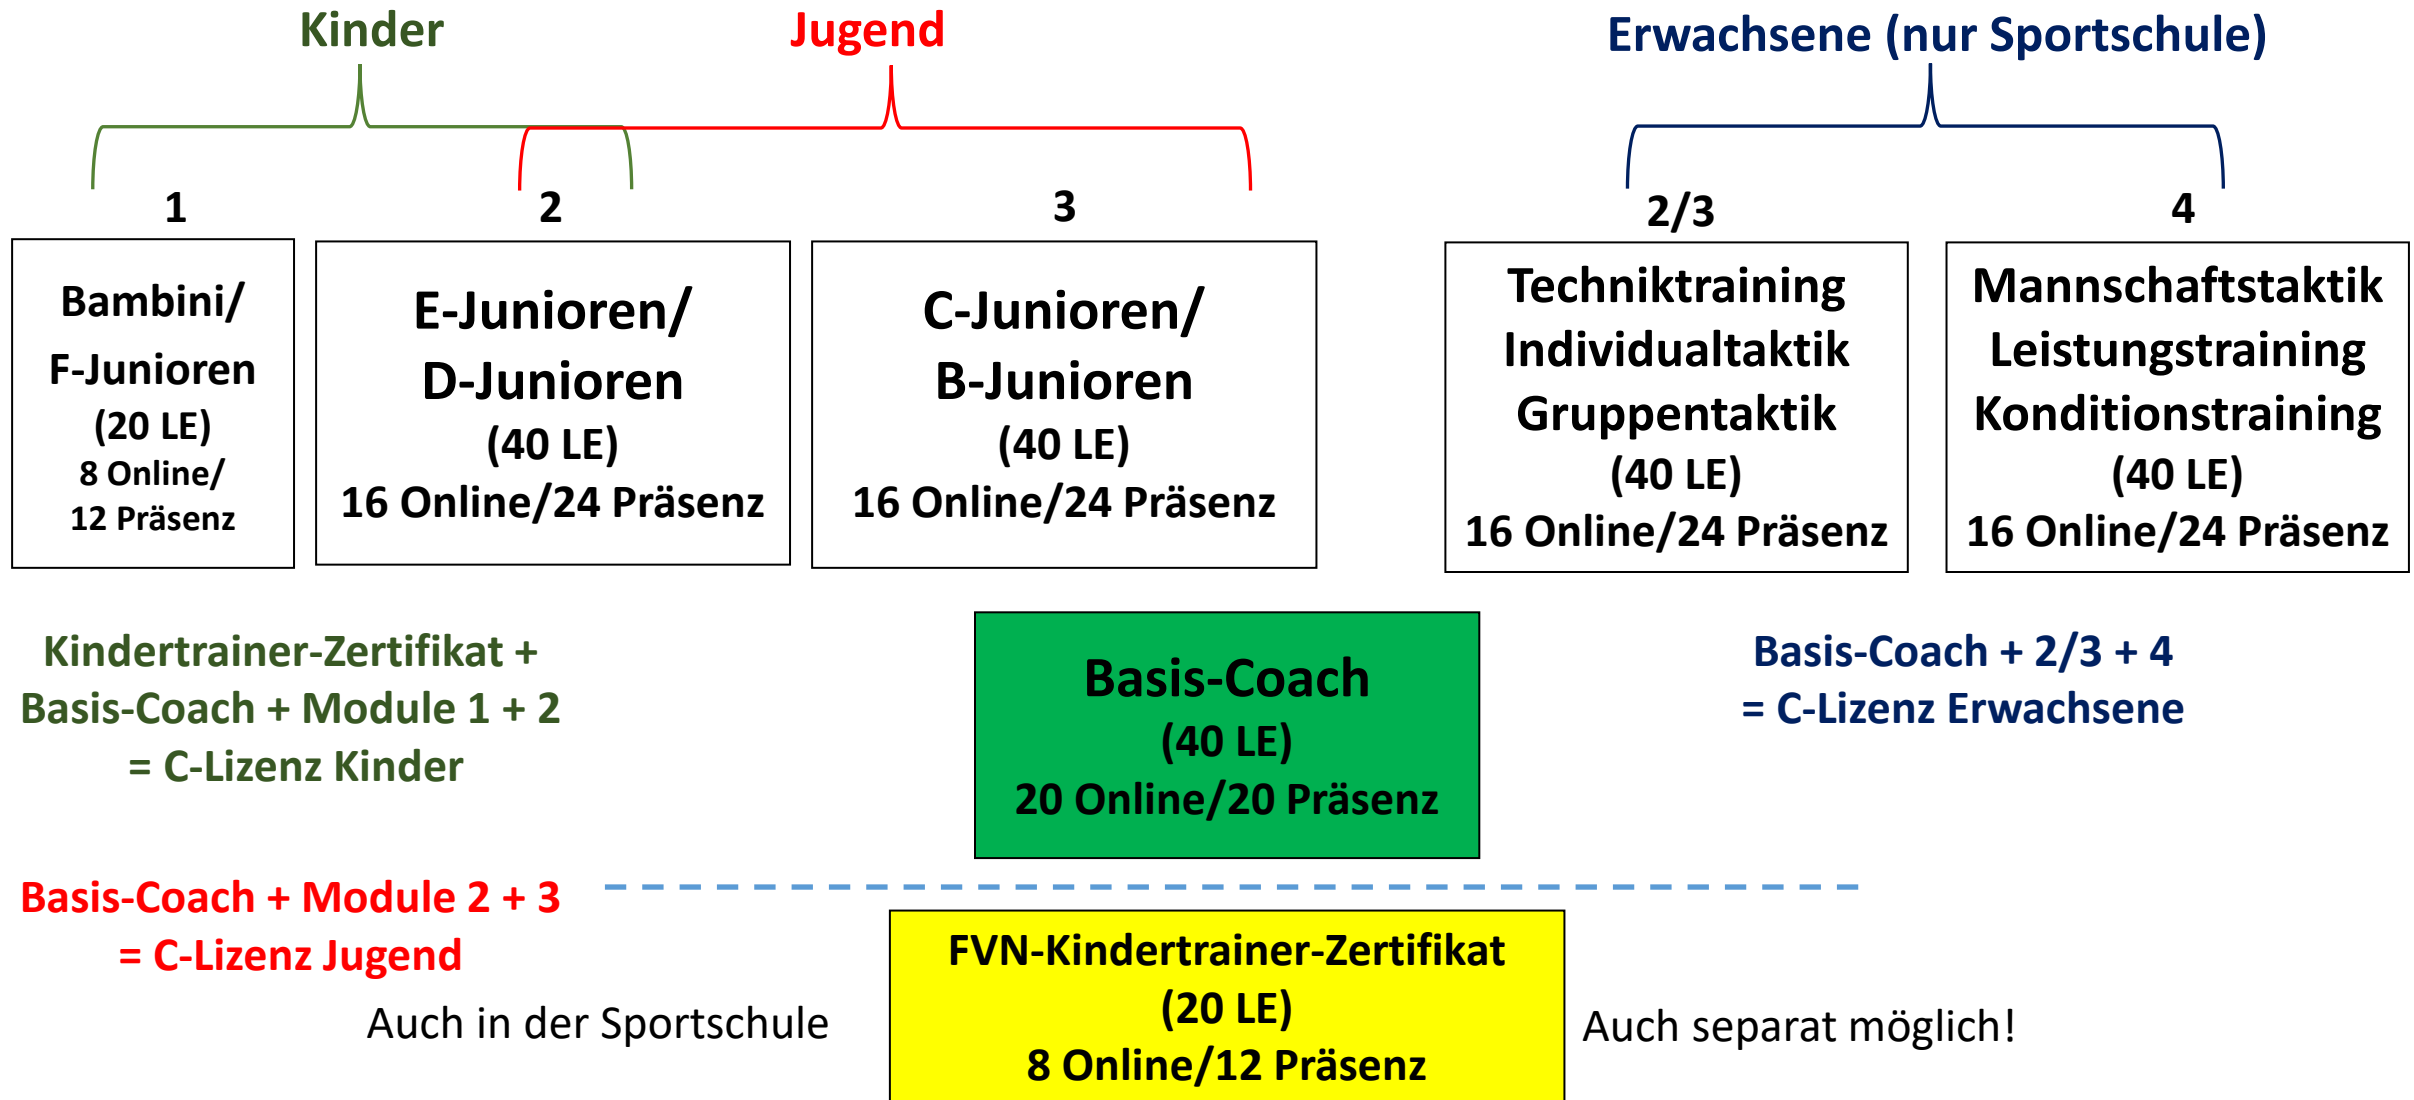 Kinder
Jugend
Erwachsene (nur Sportschule)
1
2
3
2/3
4
Bambini/
F-Junioren
(20 LE)
8 Online/
12 Präsenz
E-Junioren/
D-Junioren
(40 LE)
16 Online/24 Präsenz
C-Junioren/
B-Junioren
(40 LE)
16 Online/24 Präsenz
Techniktraining
Individualtaktik
Gruppentaktik
(40 LE)
16 Online/24 Präsenz
Mannschaftstaktik
Leistungstraining
Konditionstraining
(40 LE)
16 Online/24 Präsenz
Kindertrainer-Zertifikat +
Basis-Coach + Module 1 + 2
= C-Lizenz Kinder
Basis-Coach
(40 LE)
20 Online/20 Präsenz
Basis-Coach + 2/3 + 4
= C-Lizenz Erwachsene
Basis-Coach + Module 2 + 3
= C-Lizenz Jugend
Auch in der Sportschule
FVN-Kindertrainer-Zertifikat
(20 LE)
8 Online/12 Präsenz
Auch separat möglich!